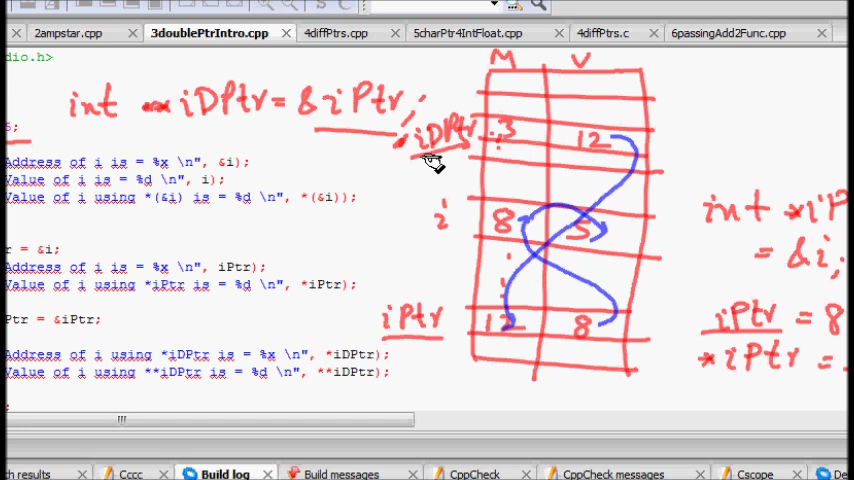 2ampstar.cpp 3doublePtrIntro.cpp 4diffPtrs.cpp 5charPtr4IntFloat.cpp 4diffPtrs.c 6passingAdd2Func.cpp
dio.h>
M V
int **iDPtr= &iPtr;
5;
iDPtr 3 12
Address of i is = %x \n", &i);
Value of i is = %d \n", i);
Value of i using *(&i) is = %d \n", *(&i));
i 8 5
int *iP
= &i;
r = &i;
Address of i is = %x \n", iPtr);
Value of i using *iPtr is = %d \n", *iPtr);
iPtr 12 8
iPtr = 8
Ptr = &iPtr;
*iPtr =
Address of i using *iDPtr is = %x \n", *iDPtr);
Value of i using **iDPtr is = %d \n", **iDPtr);
h results Cccc Build log Build messages CppCheck CppCheck messages Cscope De